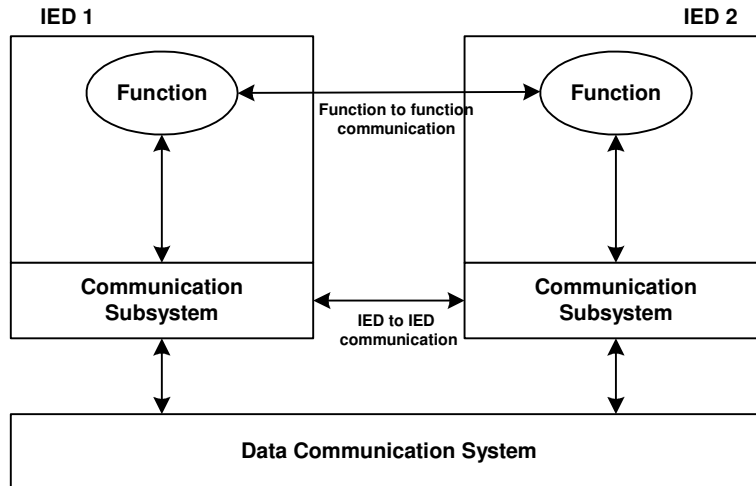 IED 1
IED 2
Function
Function
Function to function
communication
Communication
Subsystem
Communication
Subsystem
IED to IED
communication
Data Communication System